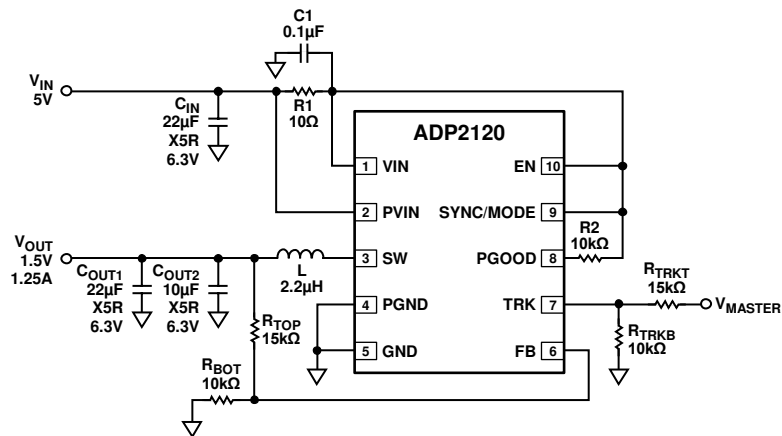 C1
0.1µF
VIN
5V
CIN
22µF
X5R
6.3V
R1
10Ω
ADP2120
1 VIN
EN 10
2 PVIN
SYNC/MODE 9
3 SW
PGOOD 8
4 PGND
TRK 7
5 GND
FB 6
R2
10kΩ
VOUT
1.5V
1.25A
COUT1
22µF
X5R
6.3V
COUT2
10µF
X5R
6.3V
L
2.2µH
RTOP
15kΩ
RBOT
10kΩ
RTRKT
15kΩ
VMASTER
RTRKB
10kΩ